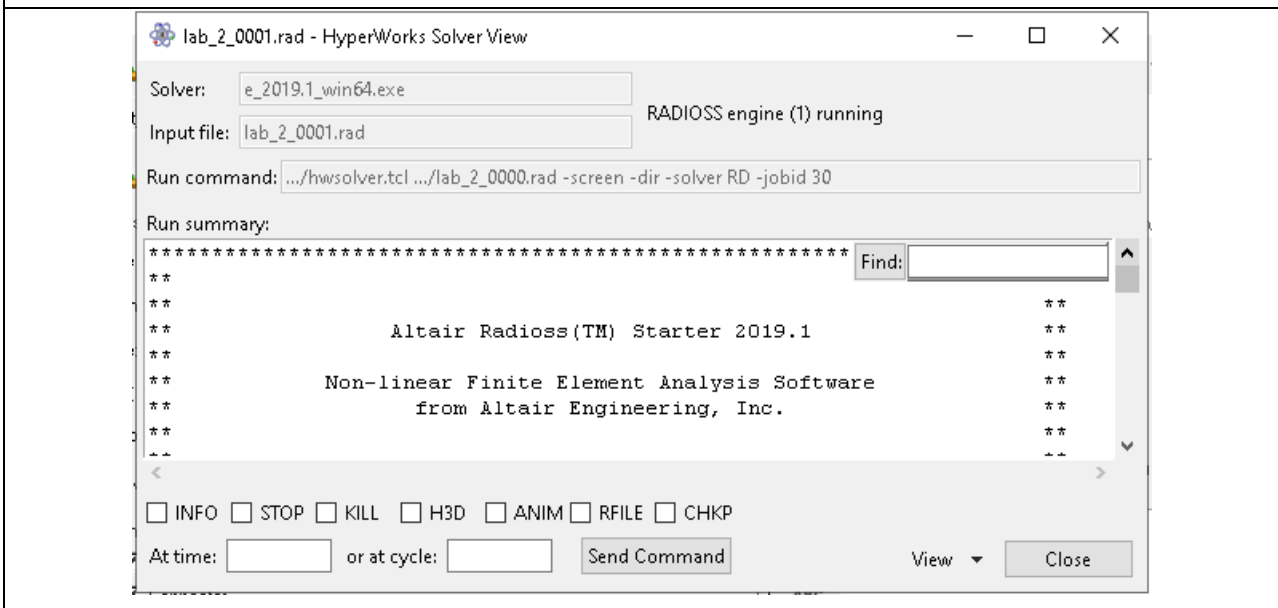 lab_2_0001.rad - HyperWorks Solver View
Solver: e_2019.1_win64.exe
RADIOSS engine (1) running
Input file: lab_2_0001.rad
Run command: .../hwsolver.tcl .../lab_2_0000.rad -screen -dir -solver RD -jobid 30
Run summary:
******************************************************** Find:
**
** **
** Altair Radioss(TM) Starter 2019.1 **
** **
** Non-linear Finite Element Analysis Software **
** from Altair Engineering, Inc. **
** **
** **
INFO STOP KILL H3D ANIM RFILE CHKP
At time: or at cycle: Send Command View Close